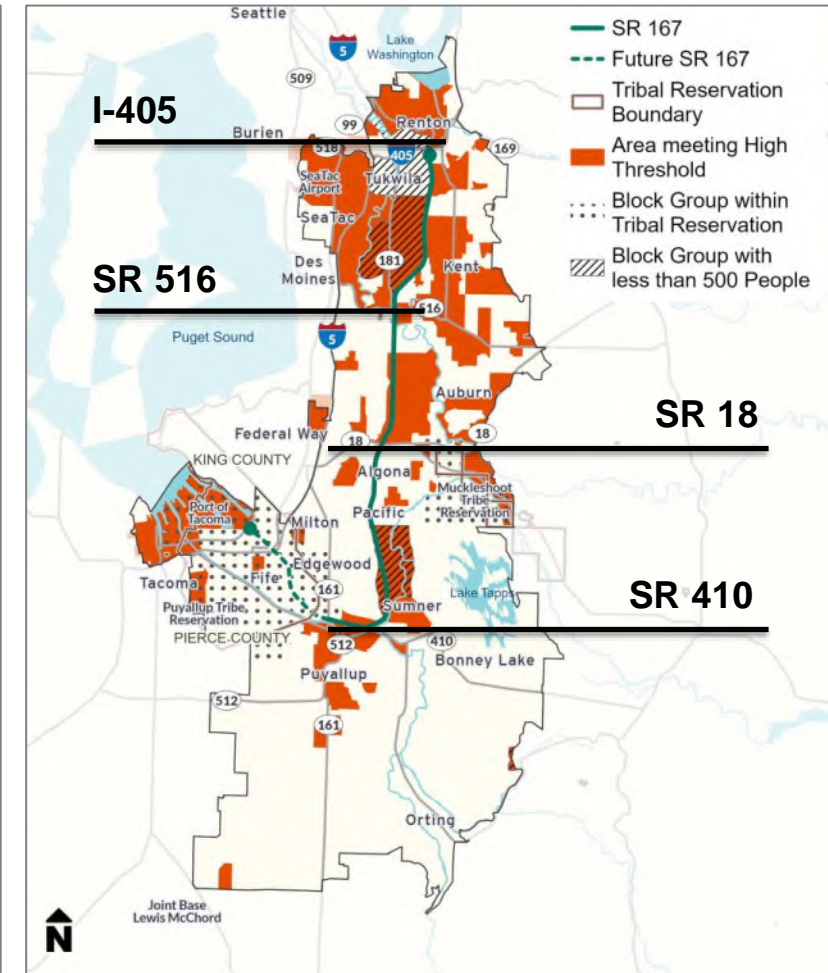 Seattle
5
Lake
Washington
509
I-405
99
Renton
Burien
518
405
169
SeaTac
Airport
Tukwila
SeaTac
181
Des
Moines
Kent
SR 516
516
5
Puget Sound
Auburn
SR 18
Federal Way
18
18
KING COUNTY
Algona
Muckleshoot
Tribe
Reservation
Port of
Tacoma
Pacific
Milton
Edgewood
Tacoma
Fife
161
Lake Tapps
SR 410
Puyallup Tribe
Reservation
Sumner
PIERCE COUNTY
512
410
Bonney Lake
Puyallup
512
161
Orting
Joint Base
Lewis McChord
N
SR 167
Future SR 167
Tribal Reservation
Boundary
Area meeting High
Threshold
Block Group within
Tribal Reservation
Block Group with
less than 500 People